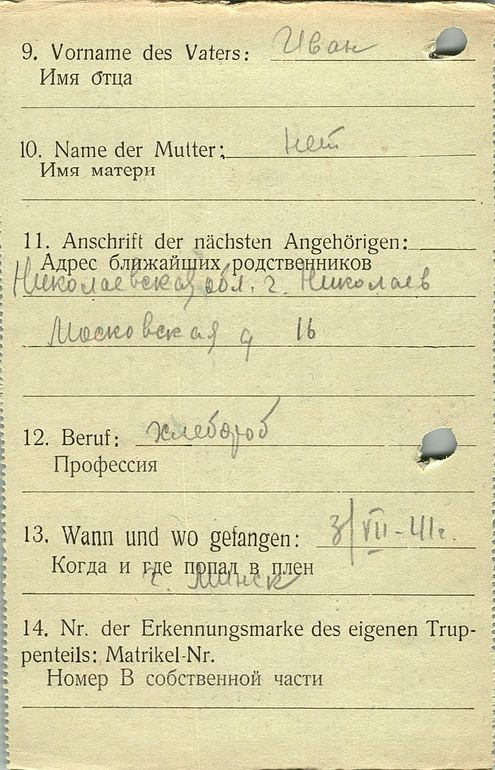 9. Vorname des Vaters: Иван
Имя отца
10. Name der Mutter: нет
Имя матери
11. Anschrift der nächsten Angehörigen:
Адрес ближайших родственников
Николаевская обл. г. Николаев
Московская д 16
12. Beruf: хлебороб
Профессия
13. Wann und wo gefangen: 3/VII-41г.
Когда и где попал в плен
г. Минск
14. Nr. der Erkennungsmarke des eigenen Trup-
penteils: Matrikel-Nr.
Номер В собственной части